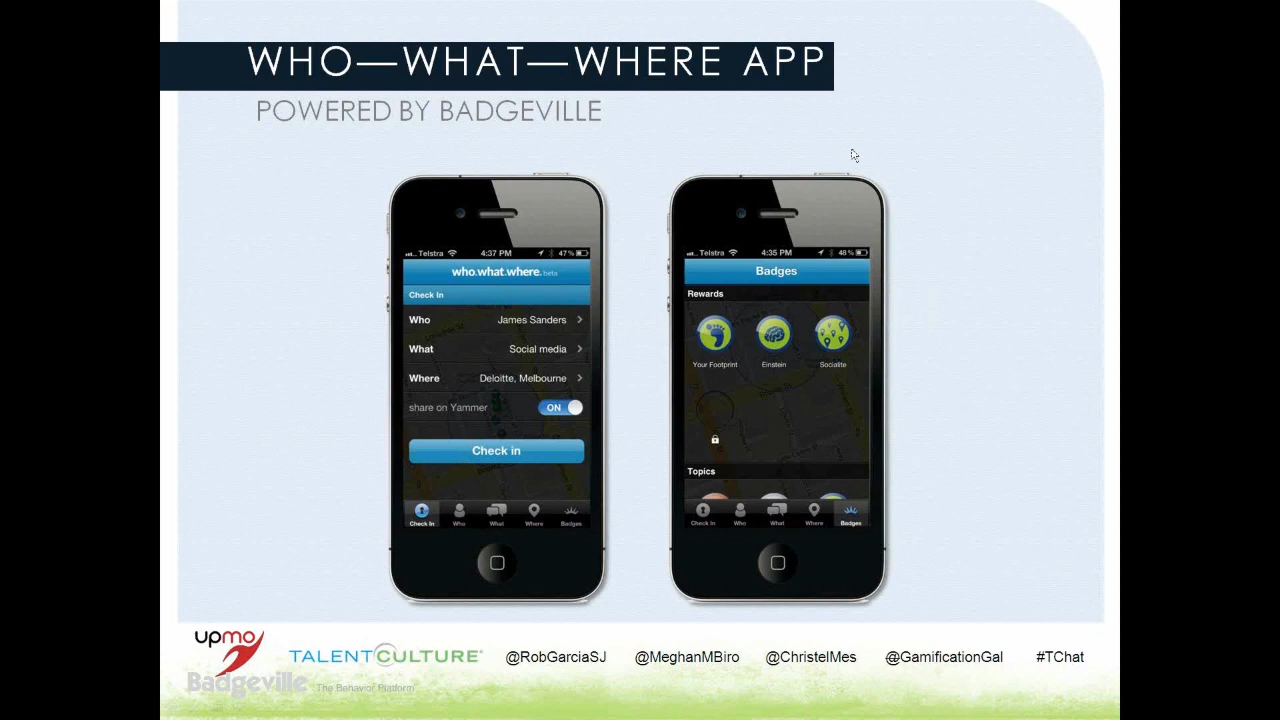 WHO—WHAT—WHERE APP
POWERED BY BADGEVILLE
Telstra 4:37 PM 47%
who.what.where.beta
Check In
Who James Sanders
What Social media
Where Deloitte, Melbourne
share on Yammer ON
Check in
Check In Who What Where Badges
Telstra 4:35 PM 48%
Badges
Rewards
Your Footprint Einstein Socialite
Topics
Check In Who What Where Badges
upmo
TALENTCULTURE @RobGarciaSJ @MeghanMBiro @ChristelMes @GamificationGal #TChat
Badgeville The Behavior Platform